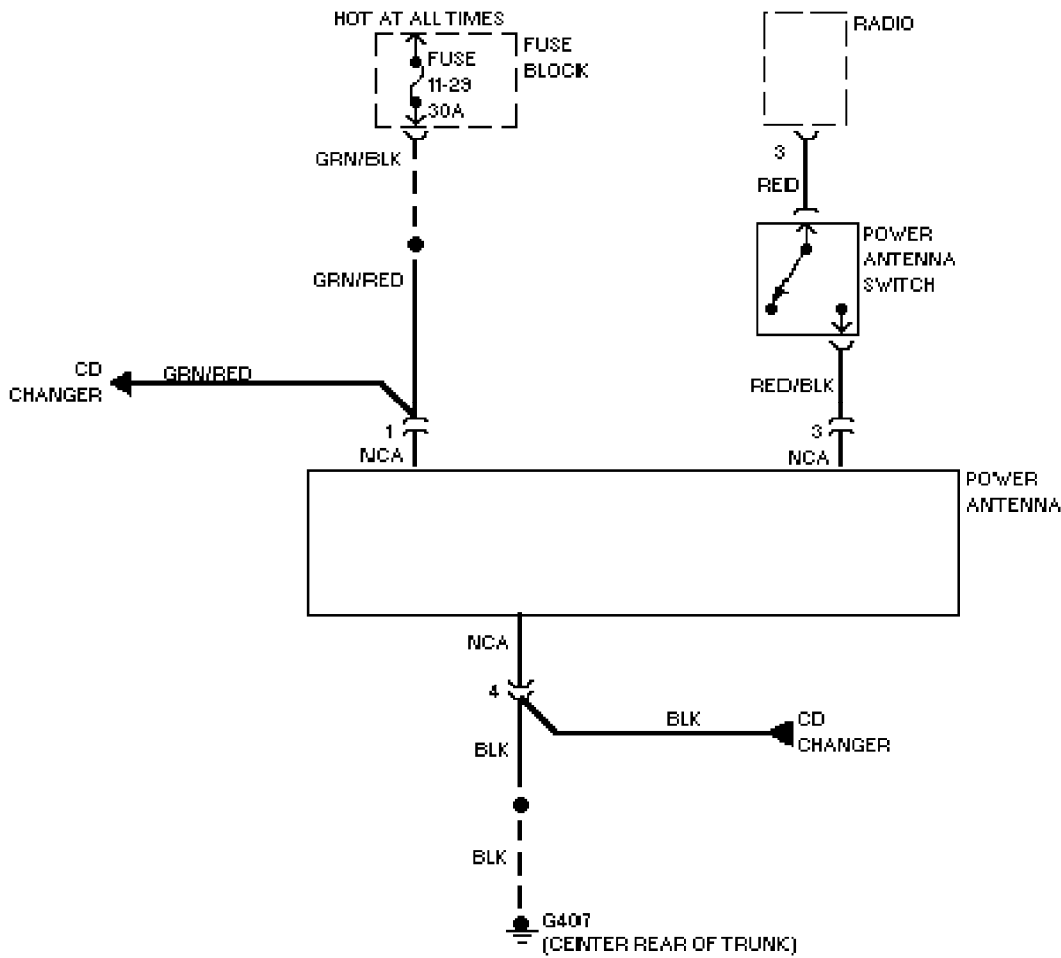 HOT AT ALL TIMES
FUSE
11-29
30A
FUSE
BLOCK
RADIO
GRN/BLK
3
RED
POWER
ANTENNA
SWITCH
GRN/RED
CD
CHANGER
GRN/RED
RED/BLK
1
NCA
3
NCA
POWER
ANTENNA
NCA
4
BLK
BLK
CD
CHANGER
BLK
G407
(CENTER REAR OF TRUNK)